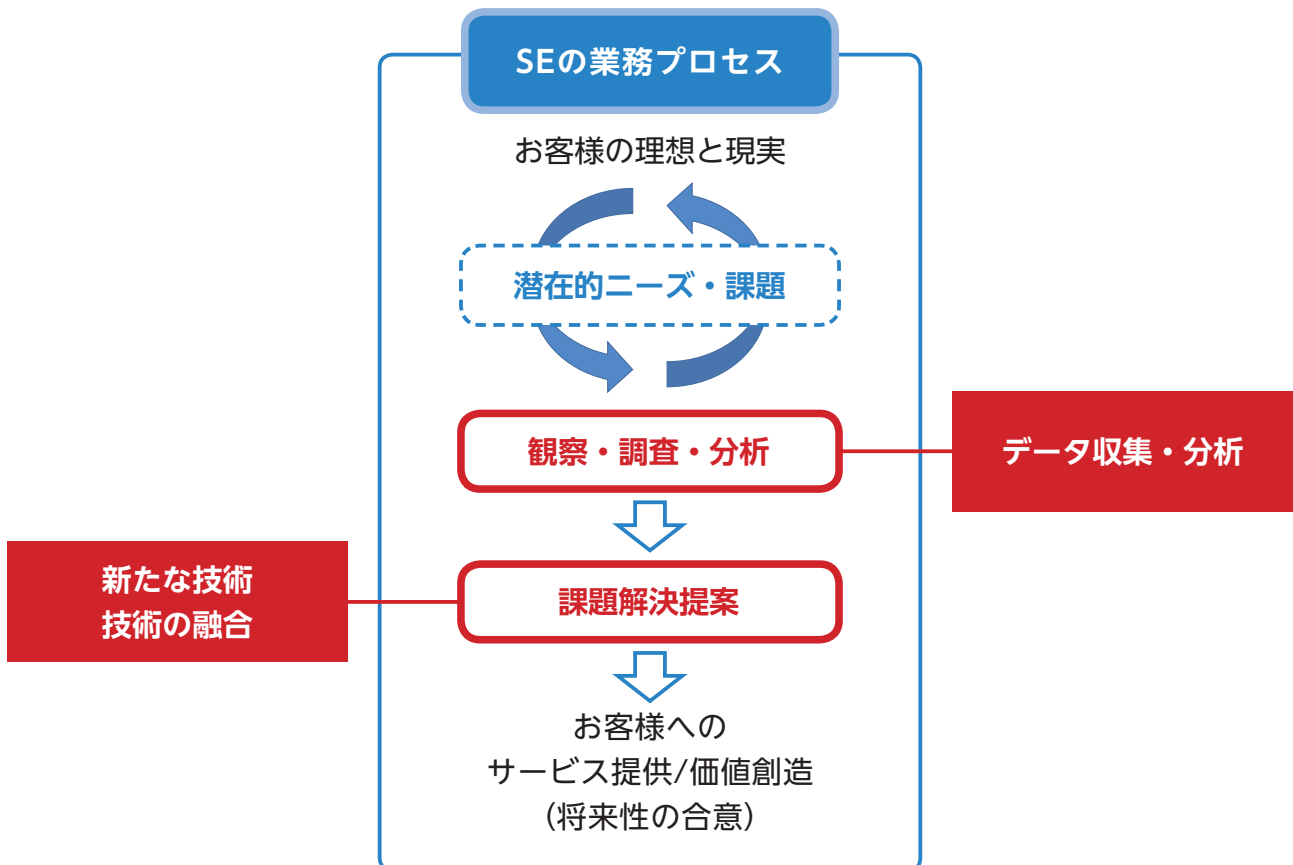 SEの業務プロセス
お客様の理想と現実
潜在的ニーズ・課題
観察・調査・分析
データ収集・分析
新たな技術
技術の融合
課題解決提案
お客様への
サービス提供/価値創造
(将来性の合意)